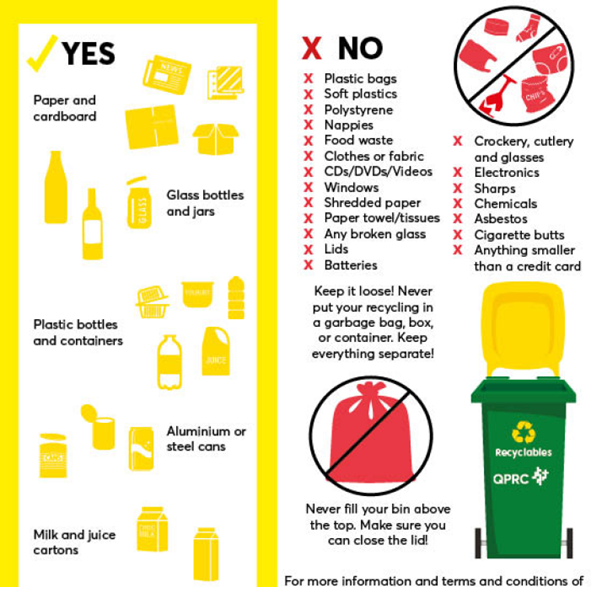 YES
NEWS
Paper and
cardboard
GLASS
Glass bottles
and jars
Plastic bottles
and containers
JUICE
Aluminium or
steel cans
Milk and juice
cartons
MILK
X NO
X Plastic bags
X Soft plastics
X Polystyrene
X Nappies
X Food waste
X Clothes or fabric
X CDs/DVDs/Videos
X Windows
X Shredded paper
X Paper towel/tissues
X Any broken glass
X Lids
X Batteries
CHIPS
X Crockery, cutlery
and glasses
X Electronics
X Sharps
X Chemicals
X Asbestos
X Cigarette butts
X Anything smaller
than a credit card
Keep it loose! Never
put your recycling in
a garbage bag, box,
or container. Keep
everything separate!
Never fill your bin above
the top. Make sure you
can close the lid!
Recyclables
QPRC
For more information and terms and conditions of